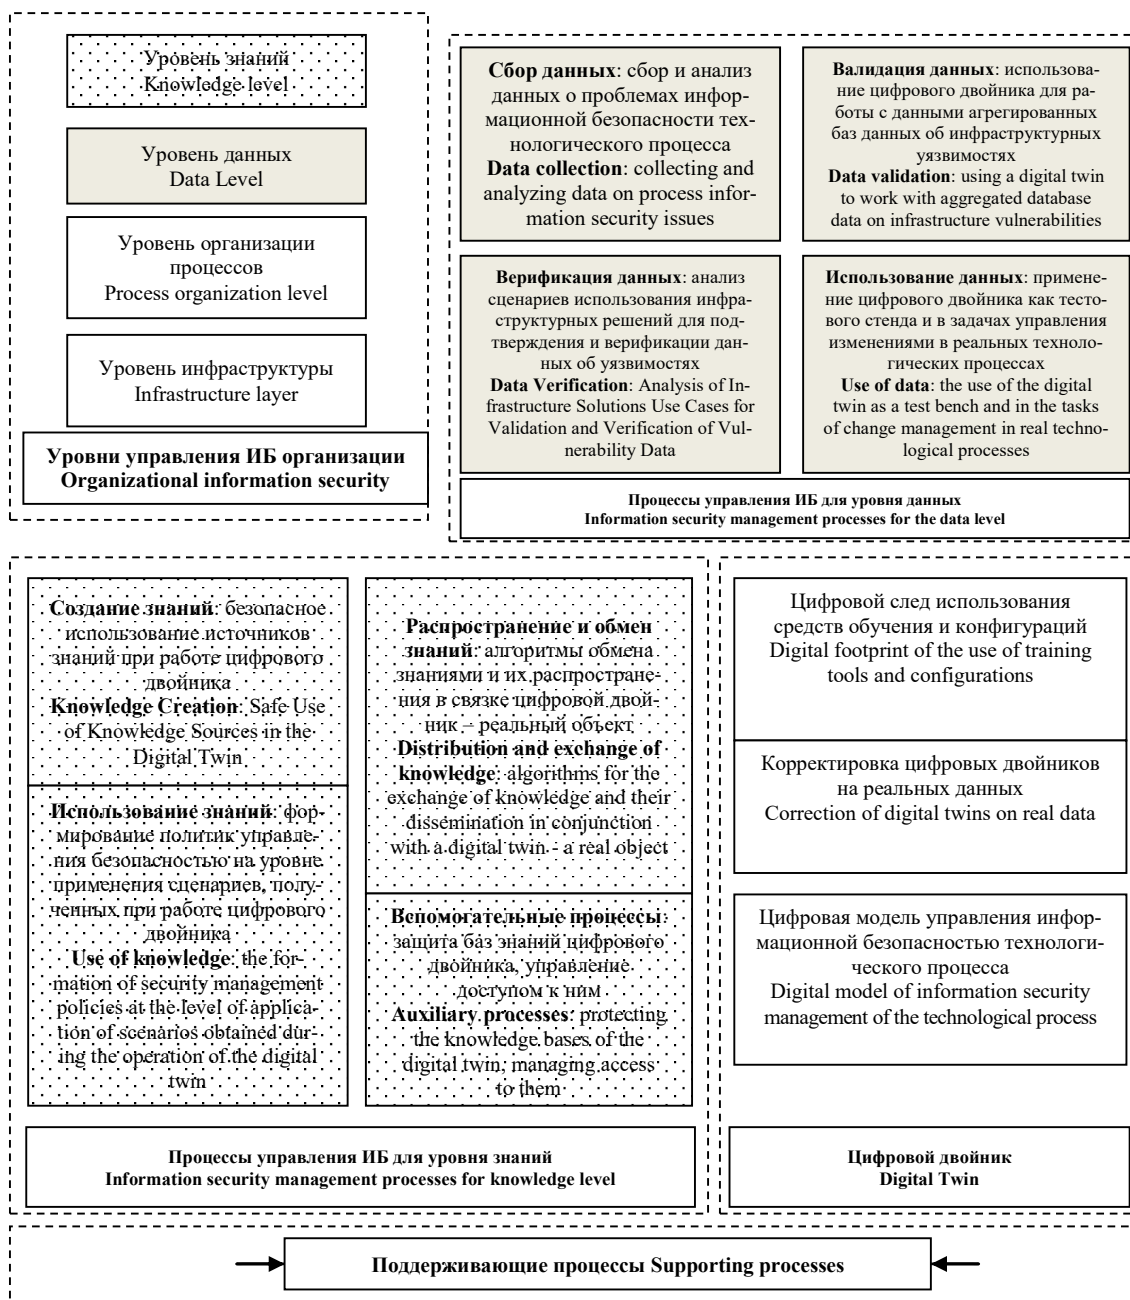 Уровень знаний
Knowledge level
Уровень данных
Data Level
Уровень организации
процессов
Process organization level
Уровень инфраструктуры
Infrastructure layer
Уровни управления ИБ организации
Organizational information security
Сбор данных: сбор и анализ
данных о проблемах инфор-
мационной безопасности тех-
нологического процесса
Data collection: collecting and
analyzing data on process infor-
mation security issues
Валидация данных: использова-
ние цифрового двойника для ра-
боты с данными агрегированных
баз данных об инфраструктурных
уязвимостях
Data validation: using a digital twin
to work with aggregated database
data on infrastructure vulnerabilities
Верификация данных: анализ
сценариев использования инфра-
структурных решений для под-
тверждения и верификации дан-
ных об уязвимостях
Data Verification: Analysis of In-
frastructure Solutions Use Cases for
Validation and Verification of Vul-
nerability Data
Использование данных: примене-
ние цифрового двойника как тесто-
вого стенда и в задачах управления
изменениями в реальных техноло-
гических процессах
Use of data: the use of the digital
twin as a test bench and in the tasks
of change management in real techno-
logical processes
Процессы управления ИБ для уровня данных
Information security management processes for the data level
Создание знаний: безопасное
использование источников
знаний при работе цифрового
двойника
Knowledge Creation: Safe Use
of Knowledge Sources in the
Digital Twin
Использование знаний: фор-
мирование политик управле-
ния безопасностью на уровне
применения сценариев, полу-
ченных при работе цифрового
двойника
Use of knowledge: the for-
mation of security management
policies at the level of applica-
tion of scenarios obtained dur-
ing the operation of the digital
twin
Распространение и обмен
знаний: алгоритмы обмена
знаниями и их распростране-
ния в связке цифровой двой-
ник – реальный объект
Distribution and exchange of
knowledge: algorithms for the
exchange of knowledge and their
dissemination in conjunction
with a digital twin - a real object
Вспомогательные процессы:
защита баз знаний цифрового
двойника, управление
доступом к ним
Auxiliary processes: protecting
the knowledge bases of the
digital twin, managing access
to them
Процессы управления ИБ для уровня знаний
Information security management processes for knowledge level
Цифровой след использования
средств обучения и конфигураций
Digital footprint of the use of training
tools and configurations
Корректировка цифровых двойников
на реальных данных
Correction of digital twins on real data
Цифровая модель управления инфор-
мационной безопасностью технологи-
ческого процесса
Digital model of information security
management of the technological process
Цифровой двойник
Digital Twin
Поддерживающие процессы Supporting processes